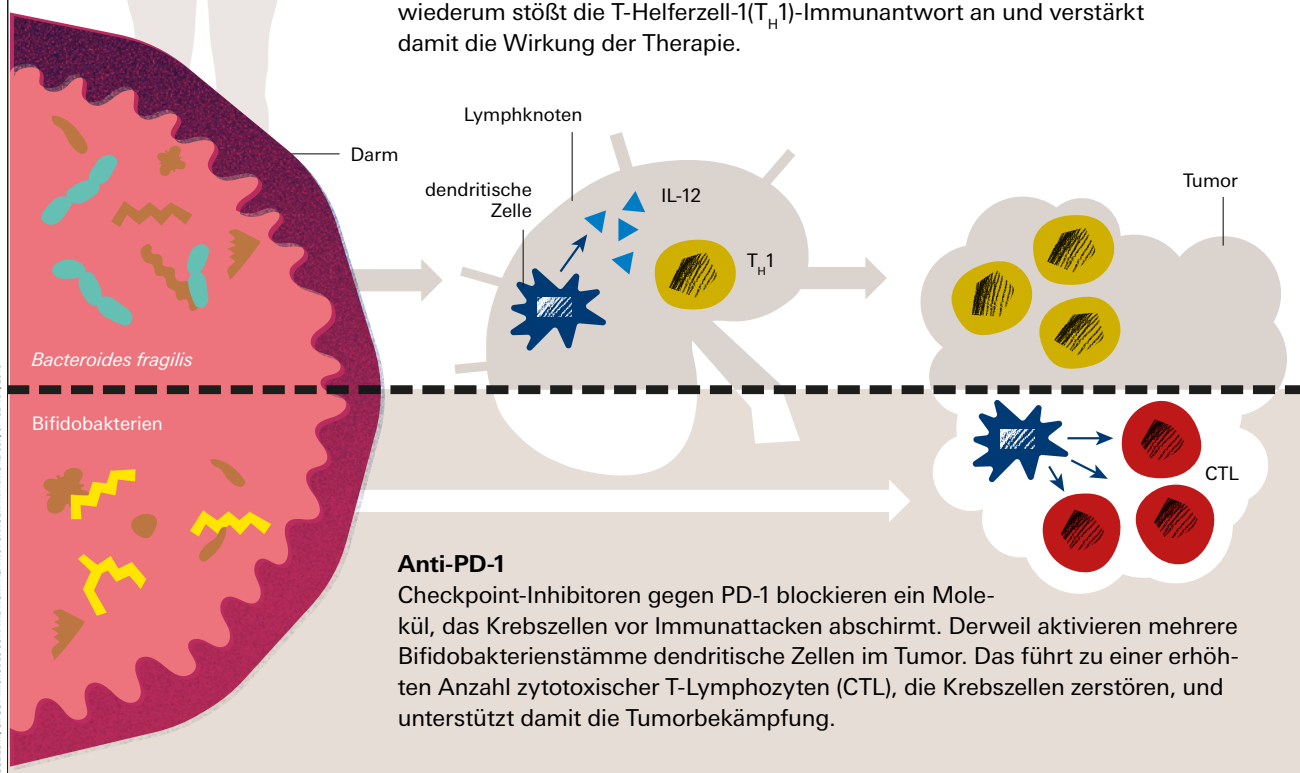 wiederum stößt die T-Helferzell-1(TH1)-Immunantwort an und verstärkt
damit die Wirkung der Therapie.
Lymphknoten
Darm
dendritische
Zelle
IL-12
TH1
Tumor
Bacteroides fragilis
Bifidobakterien
CTL
Anti-PD-1
Checkpoint-Inhibitoren gegen PD-1 blockieren ein Mole-
kül, das Krebszellen vor Immunattacken abschirmt. Derweil aktivieren mehrere
Bifidobakterienstämme dendritische Zellen im Tumor. Das führt zu einer erhöh-
ten Anzahl zytotoxischer T-Lymphozyten (CTL), die Krebszellen zerstören, und
unterstützt damit die Tumorbekämpfung.